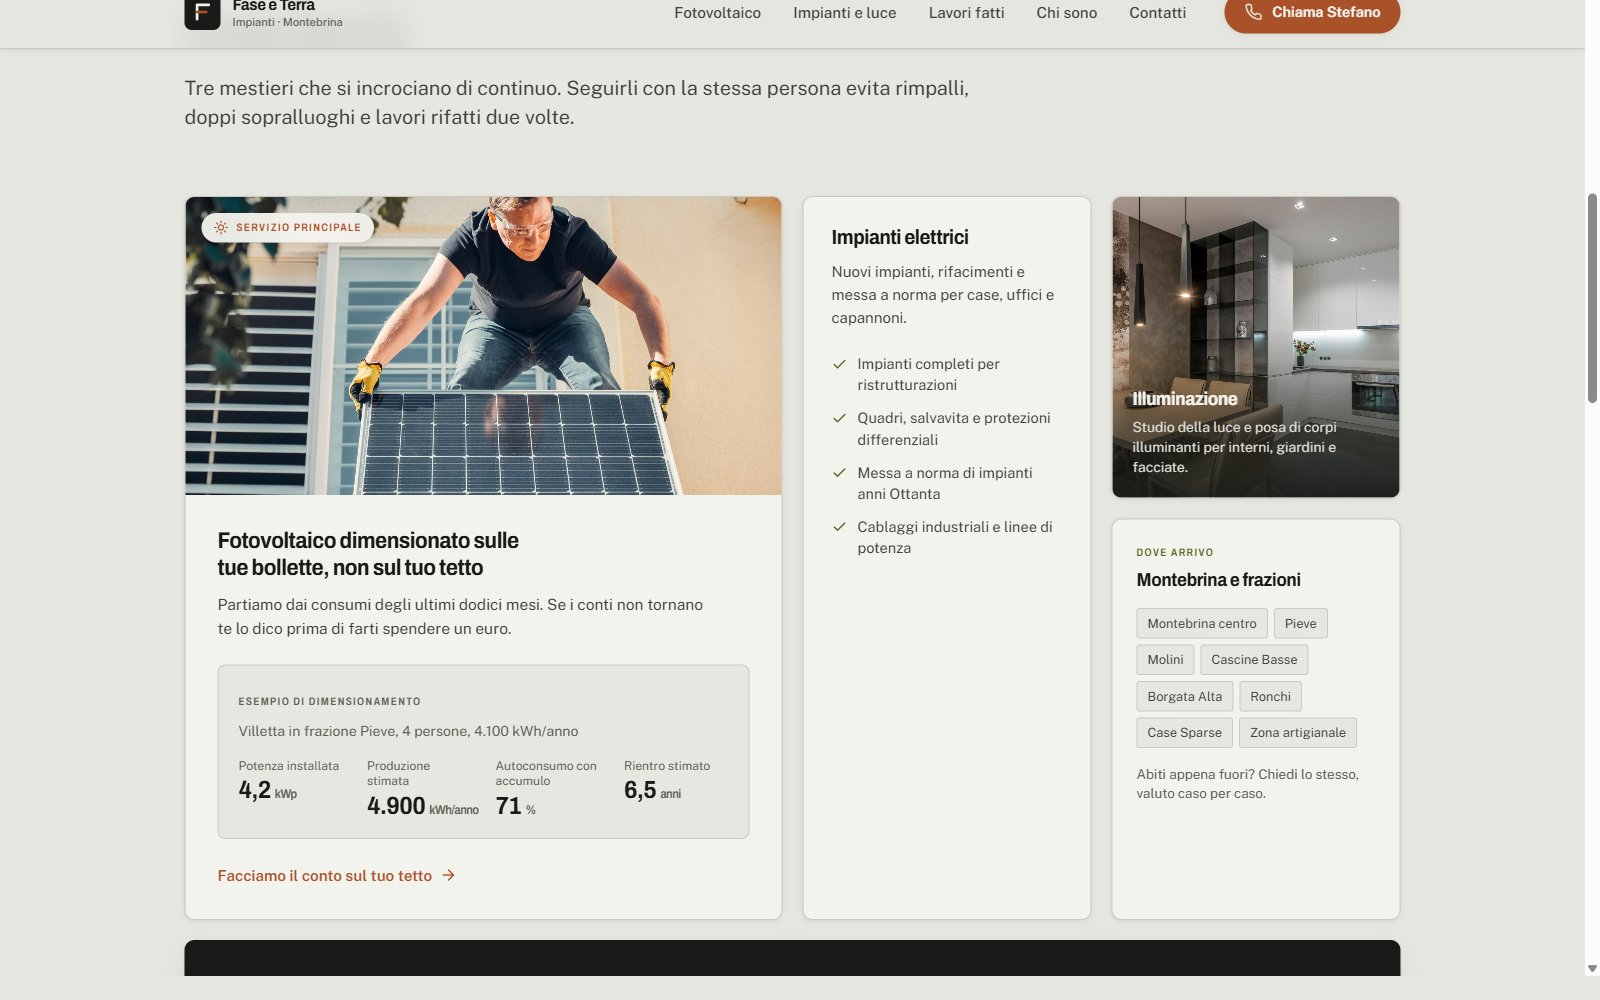 Fase e Terra
Impianti · Montebrina
Fotovoltaico
Impianti e luce
Lavori fatti
Chi sono
Contatti
Chiama Stefano
Tre mestieri che si incrociano di continuo. Seguirli con la stessa persona evita rimpalli,
doppi sopralluoghi e lavori rifatti due volte.
SERVIZIO PRINCIPALE
Fotovoltaico dimensionato sulle
tue bollette, non sul tuo tetto
Partiamo dai consumi degli ultimi dodici mesi. Se i conti non tornano
te lo dico prima di farti spendere un euro.
ESEMPIO DI DIMENSIONAMENTO
Villetta in frazione Pieve, 4 persone, 4.100 kWh/anno
Potenza installata
4,2 kWp
Produzione
stimata
4.900 kWh/anno
Autoconsumo con
accumulo
71 %
Rientro stimato
6,5 anni
Facciamo il conto sul tuo tetto
Impianti elettrici
Nuovi impianti, rifacimenti e
messa a norma per case, uffici e
capannoni.
Impianti completi per
ristrutturazioni
Quadri, salvavita e protezioni
differenziali
Messa a norma di impianti
anni Ottanta
Cablaggi industriali e linee di
potenza
Illuminazione
Studio della luce e posa di corpi
illuminanti per interni, giardini e
facciate.
DOVE ARRIVO
Montebrina e frazioni
Montebrina centro
Pieve
Molini
Cascine Basse
Borgata Alta
Ronchi
Case Sparse
Zona artigianale
Abiti appena fuori? Chiedi lo stesso,
valuto caso per caso.